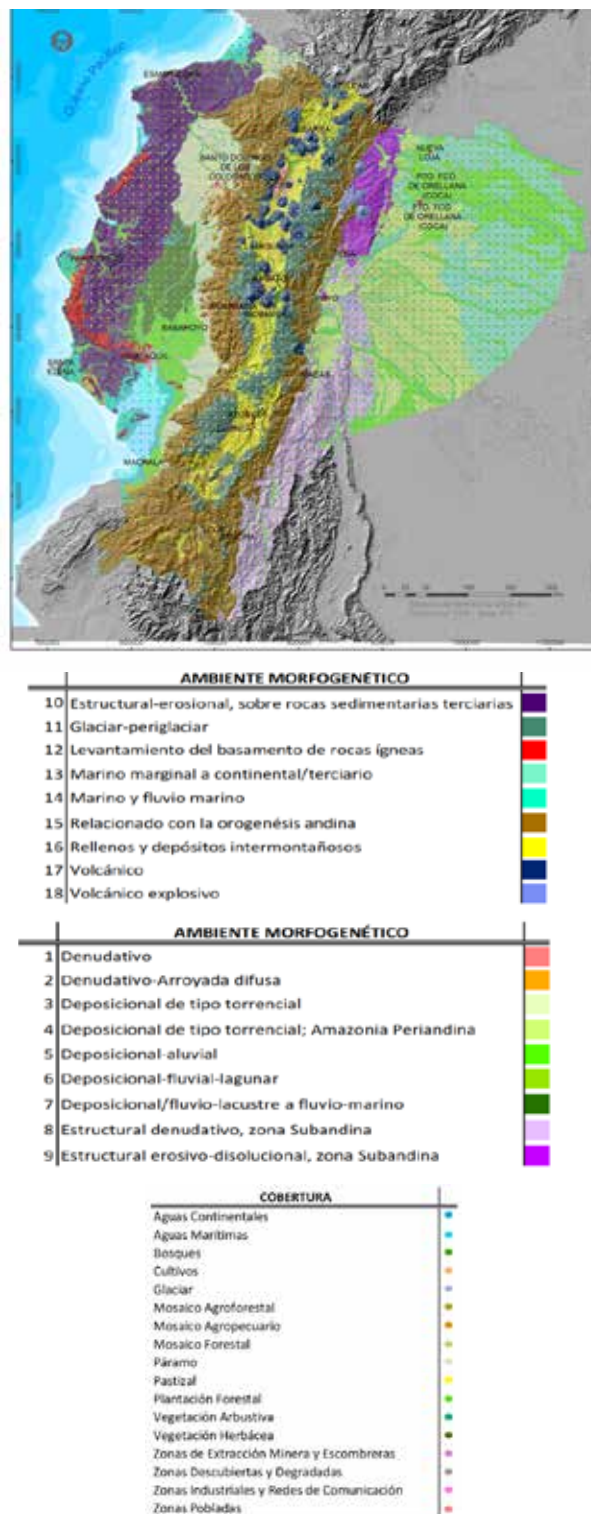 Océano Pacífico
ESMERALDAS
SANTO DOMINGO
DE LOS
NUEVA
LOJA
PTO. FCO
DE ORELLANA
(COCA)
PTO. FCO
DE ORELLANA
(COCA)
BABAHOYO
SANTA
ELENA
MACAS
MACHALA
AMBIENTE MORFOGENÉTICO
10 Estructural-erosional, sobre rocas sedimentarias terciarias
11 Glaciar-periglaciar
12 Levantamiento del basamento de rocas ígneas
13 Marino marginal a continental/terciario
14 Marino y fluvio marino
15 Relacionado con la orogenésis andina
16 Rellenos y depósitos intermontañosos
17 Volcánico
18 Volcánico explosivo
AMBIENTE MORFOGENÉTICO
1 Denudativo
2 Denudativo-Arroyada difusa
3 Deposicional de tipo torrencial
4 Deposicional de tipo torrencial; Amazonia Periandina
5 Deposicional-aluvial
6 Deposicional-fluvial-lagunar
7 Deposicional/fluvio-lacustre a fluvio-marino
8 Estructural denudativo, zona Subandina
9 Estructural erosivo-disolucional, zona Subandina
COBERTURA
Aguas Continentales
Aguas Marítimas
Bosques
Cultivos
Glaciar
Mosaico Agroforestal
Mosaico Agropecuario
Mosaico Forestal
Páramo
Pastizal
Plantación Forestal
Vegetación Arbustiva
Vegetación Herbácea
Zonas de Extracción Minera y Escombreras
Zonas Descubiertas y Degradadas
Zonas Industriales y Redes de Comunicación
Zonas Pobladas